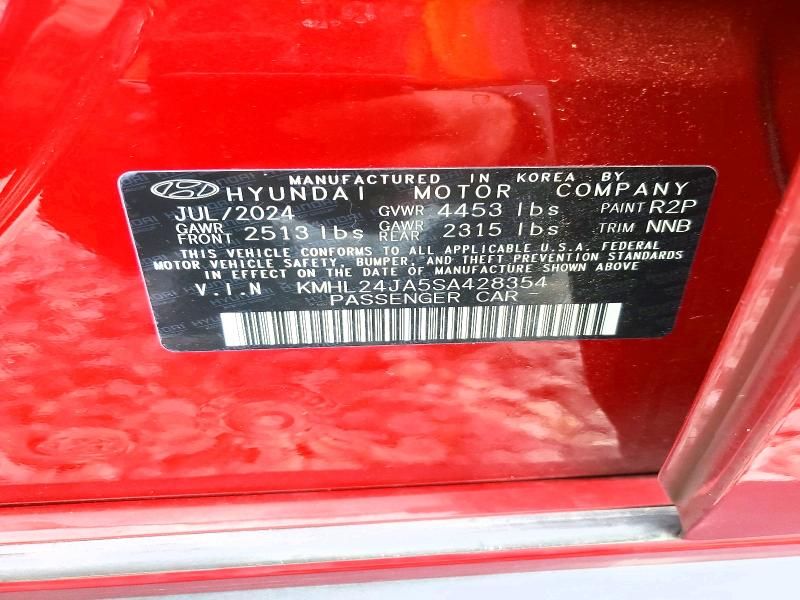 MANUFACTURED IN KOREA BY
HYUNDAI MOTOR COMPANY
JUL/2024 GVWR 4453 lbs PAINT R2P
GAWR FRONT 2513 lbs GAWR REAR 2315 lbs TRIM NNB
THIS VEHICLE CONFORMS TO ALL APPLICABLE U.S.A. FEDERAL
MOTOR VEHICLE SAFETY, BUMPER, AND THEFT PREVENTION STANDARDS
IN EFFECT ON THE DATE OF MANUFACTURE SHOWN ABOVE
V.I.N KMHL24JA5SA428354
PASSENGER CAR